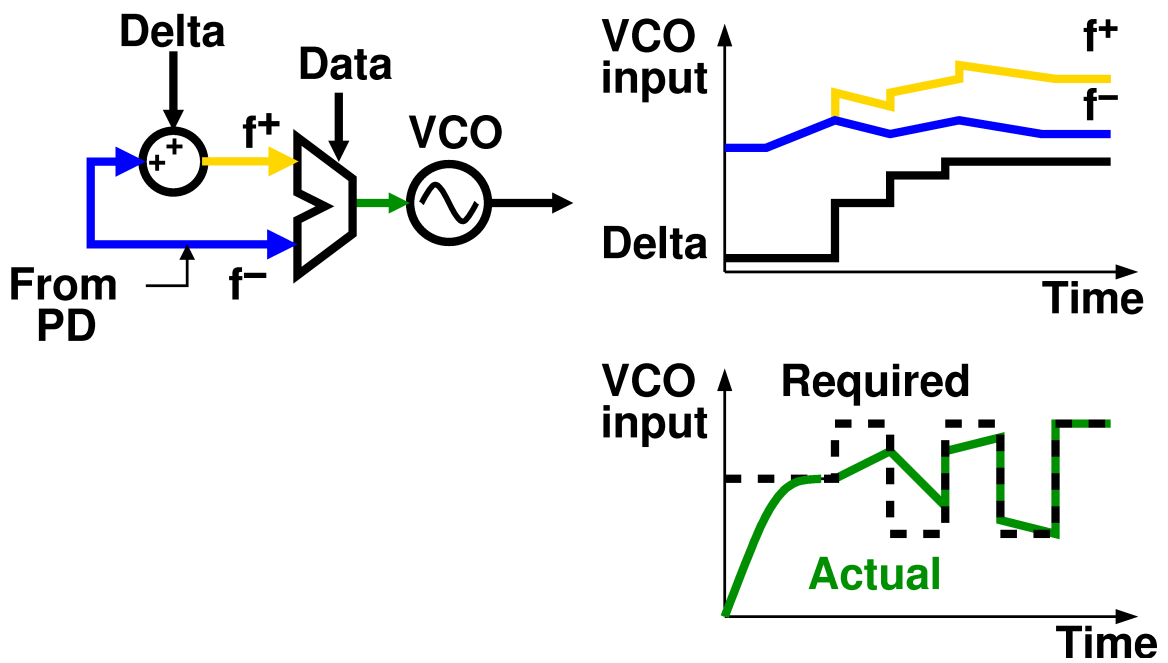 Delta
Data
f+
VCO
+
+
From
PD
f−
VCO
input
f+
f−
Delta
Time
VCO
input
Required
Actual
Time